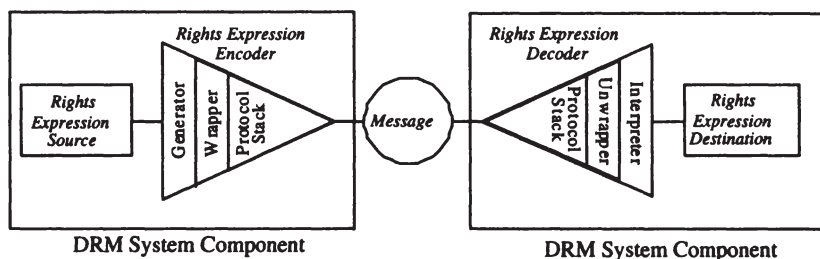 Rights Expression
Encoder
Rights
Expression
Source
Generator
Wrapper
Protocol
Stack
Message
Rights Expression
Decoder
Protocol
Stack
Unwrapper
Interpreter
Rights
Expression
Destination
DRM System Component
DRM System Component